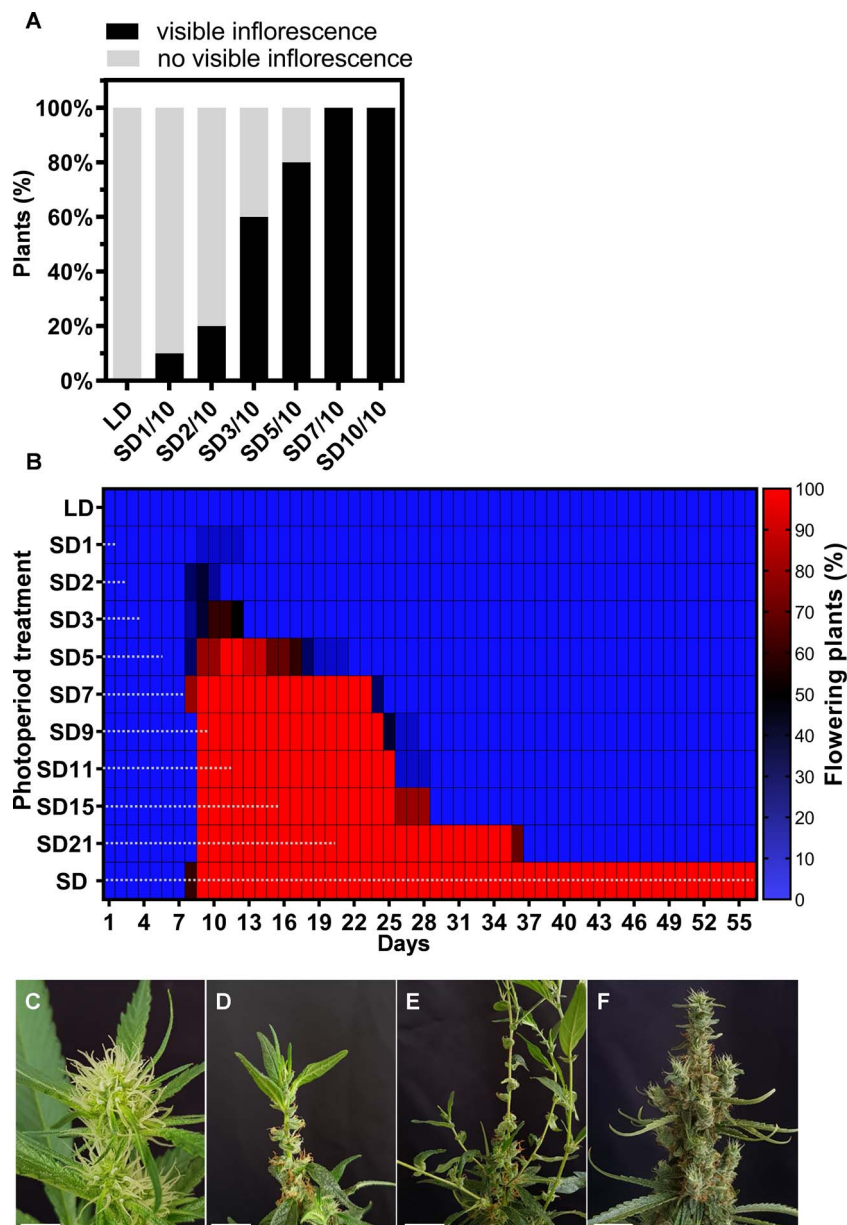 A
visible inflorescence
no visible inflorescence
Plants (%)
100%
80%
60%
40%
20%
0%
LD
SD1/10
SD2/10
SD3/10
SD5/10
SD7/10
SD10/10
B
Photoperiod treatment
LD
SD1
SD2
SD3
SD5
SD7
SD9
SD11
SD15
SD21
SD
1 4 7 10 13 16 19 22 25 28 31 34 37 40 43 46 49 52 55
Days
100
90
80
70
60
50
40
30
20
10
0
Flowering plants (%)
C
D
E
F